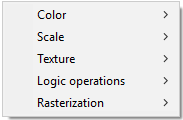 Color
Scale
Texture
Logic operations
Rasterization